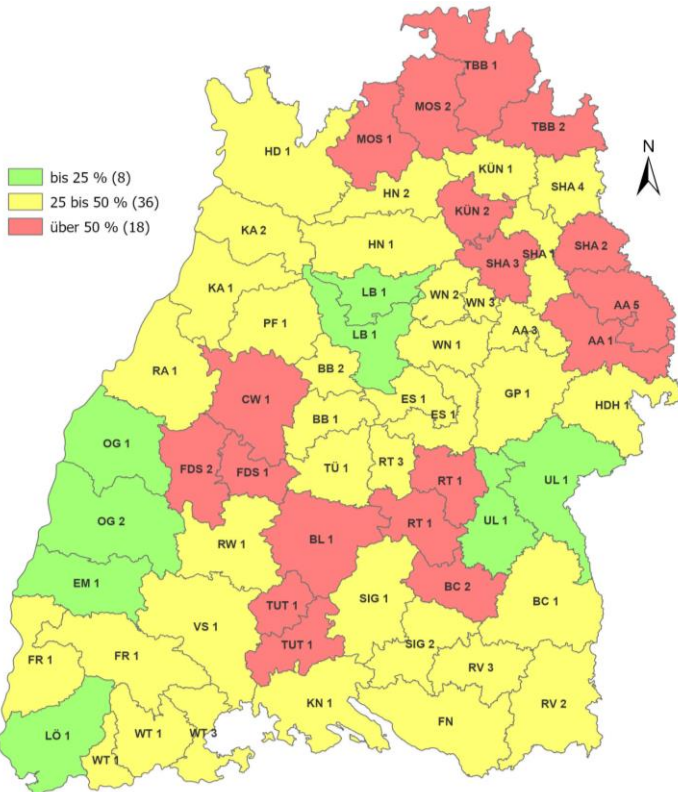 TBB 1
MOS 2
MOS 1
TBB 2
HD 1
N
KÜN 1
bis 25 % (8)
25 bis 50 % (36)
über 50 % (18)
SHA 4
HN 2
KÜN 2
KA 2
HN 1
SHA 2
SHA 1
SHA 3
KA 1
LB 1
WN 2
WN 3
AA 5
PF 1
LB 1
WN 1
AA 3
AA 1
RA 1
BB 2
CW 1
ES 1
GP 1
HDH 1
BB 1
ES 1
OG 1
FDS 2
FDS 1
TÜ 1
RT 3
RT 1
UL 1
OG 2
UL 1
RT 1
RW 1
BL 1
EM 1
BC 2
TUT 1
SIG 1
BC 1
VS 1
TUT 1
SIG 2
FR 1
FR 1
RV 3
KN 1
RV 2
FN
LÖ 1
WT 1
WT 3
WT 1